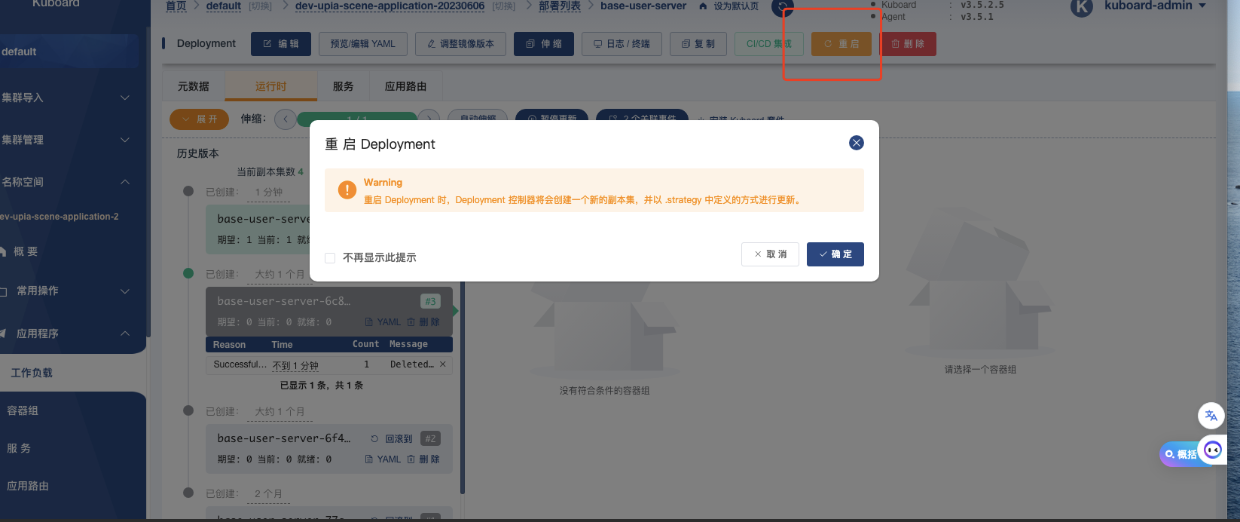 Kuboard
首页 > default [切换] > dev-upia-scene-application-20230606 [切换] > 部署列表 > base-user-server 设为默认页
Kuboard : v3.5.2.5
Agent : v3.5.1
K kuboard-admin
default
Deployment 编 辑 预览/编辑 YAML 调整镜像版本 伸 缩 日志 / 终端 复 制 CI/CD 集成 重 启 删 除
元数据 运行时 服务 应用路由
集群导入
展 开 伸缩: 1 / 1 自动伸缩 暂停更新 2 个关联事件
集群管理
历史版本
当前副本集数 4
名称空间
已创建: 1 分钟
ev-upia-scene-application-2
base-user-serve
期望: 1 当前: 1 就绪
概 要
重 启 Deployment
Warning
重启 Deployment 时，Deployment 控制器将会创建一个新的副本集，并以 .strategy 中定义的方式进行更新。
不再显示此提示
取 消
确 定
已创建: 大约 1 个月
常用操作
base-user-server-6c8… #3
期望: 0 当前: 0 就绪: 0 YAML 删 除
应用程序
Reason Time Count Message
Successful… 不到 1 分钟 1 Deleted… ×
工作负载
已显示 1 条，共 1 条
没有符合条件的容器组
请选择一个容器组
容器组
已创建: 大约 1 个月
base-user-server-6f4… 回滚到 #2
期望: 0 当前: 0 就绪: 0 YAML 删 除
服 务
概括
应用路由
已创建: 2 个月